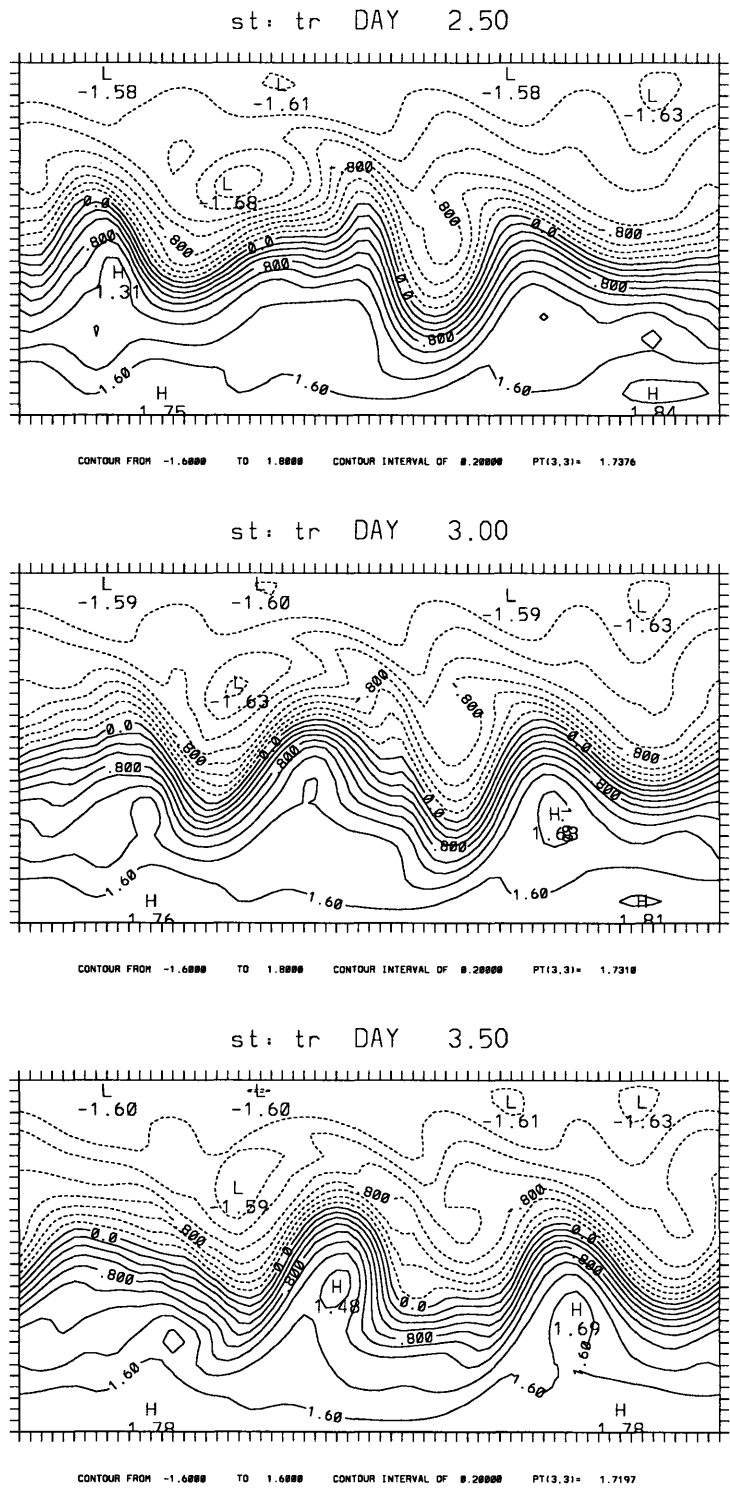 st: tr DAY 2.50
L L L L
-1.58 -1.61 -1.58 -1.63
-.800
L
-1.68 -.800
0.0 0.0
.800 -.800 0.0 -.800
H .800 0.0 .800
1.31
.800
1.60 1.60 1.60
H H
1.75 1.84
CONTOUR FROM -1.6000 TO 1.8000 CONTOUR INTERVAL OF 0.20000 PT(3,3)= 1.7376
st: tr DAY 3.00
L L L L
-1.59 -1.60 -1.59 -1.63
L -.800
-1.63 -.800
0.0 -.800 0.0 0.0 -.800
.800 .800 .800
0.0 H
.800 1.68
1.60 1.60 1.60
H H
1.76 1.81
CONTOUR FROM -1.6000 TO 1.8000 CONTOUR INTERVAL OF 0.20000 PT(3,3)= 1.7310
st: tr DAY 3.50
L L L L
-1.60 -1.60 -1.61 -1.63
L -.800 -.800
-1.59
0.0 -.800 0.0 0.0
.800 .800 .800
H 0.0 H
1.48 1.69
.800
1.60 1.60 1.60
1.60
H H
1.78 1.78
CONTOUR FROM -1.6000 TO 1.6000 CONTOUR INTERVAL OF 0.20000 PT(3,3)= 1.7197